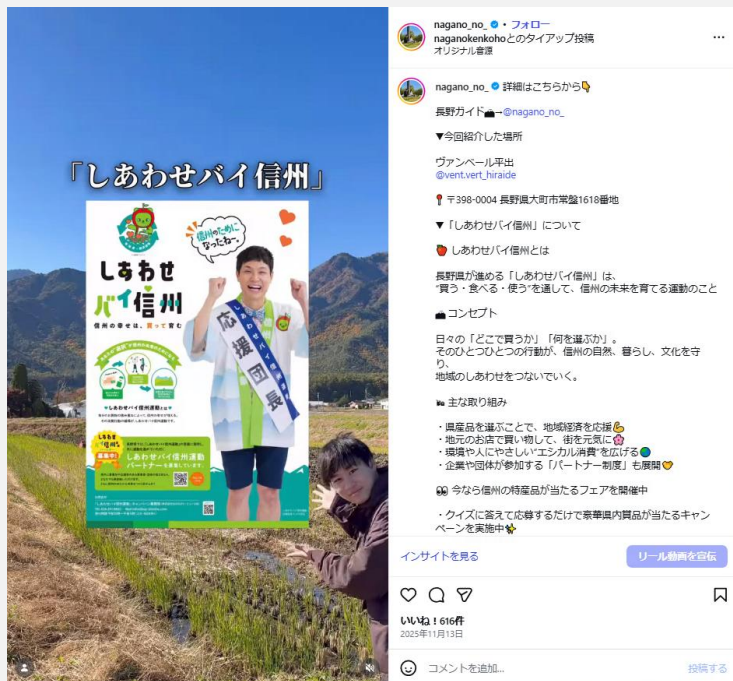 「しあわせバイ信州」
信州のために
なったねー。
しあわせ
バイ信州
信州の幸せは、買って育む
しあわせバイ信州運動
応援団長
しあわせバイ信州運動とは
しあわせバイ信州運動
パートナーを募集しています。
nagano_no_ • フォロー
naganokenkohoとのタイアップ投稿
オリジナル音源
nagano_no_ 詳細はこちらから👇
長野ガイド🏔→@nagano_no_
▼今回紹介した場所
ヴァンベール平出
@vent.vert_hiraide
📍 〒398-0004 長野県大町市常盤1618番地
▼「しあわせバイ信州」について
🍎 しあわせバイ信州とは
長野県が進める「しあわせバイ信州」は、
“買う・食べる・使う”を通して、信州の未来を育てる運動のこと
🏔 コンセプト
日々の「どこで買うか」「何を選ぶか」。
そのひとつひとつの行動が、信州の自然、暮らし、文化を守
り、
地域のしあわせをつないでいく。
主な取り組み
・県産品を選ぶことで、地域経済を応援💪
・地元のお店で買い物して、街を元気に🌸
・環境や人にやさしい“エシカル消費”を広げる🌏
・企業や団体が参加する「パートナー制度」も展開🧡
👀 今なら信州の特産品が当たるフェアを開催中
・クイズに答えて応募するだけで豪華県内賞品が当たるキャン
ペーンを実施中✨
インサイトを見る
リール動画を宣伝
いいね！616件
2025年11月13日
コメントを追加...
投稿する